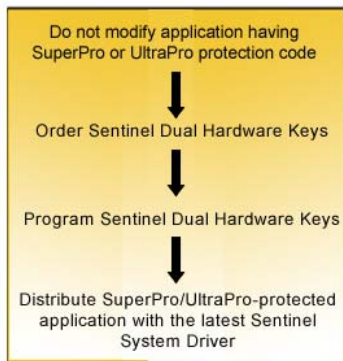 Do not modify application having
SuperPro or UltraPro protection code
Order Sentinel Dual Hardware Keys
Program Sentinel Dual Hardware Keys
Distribute SuperPro/UltraPro-protected
application with the latest Sentinel
System Driver